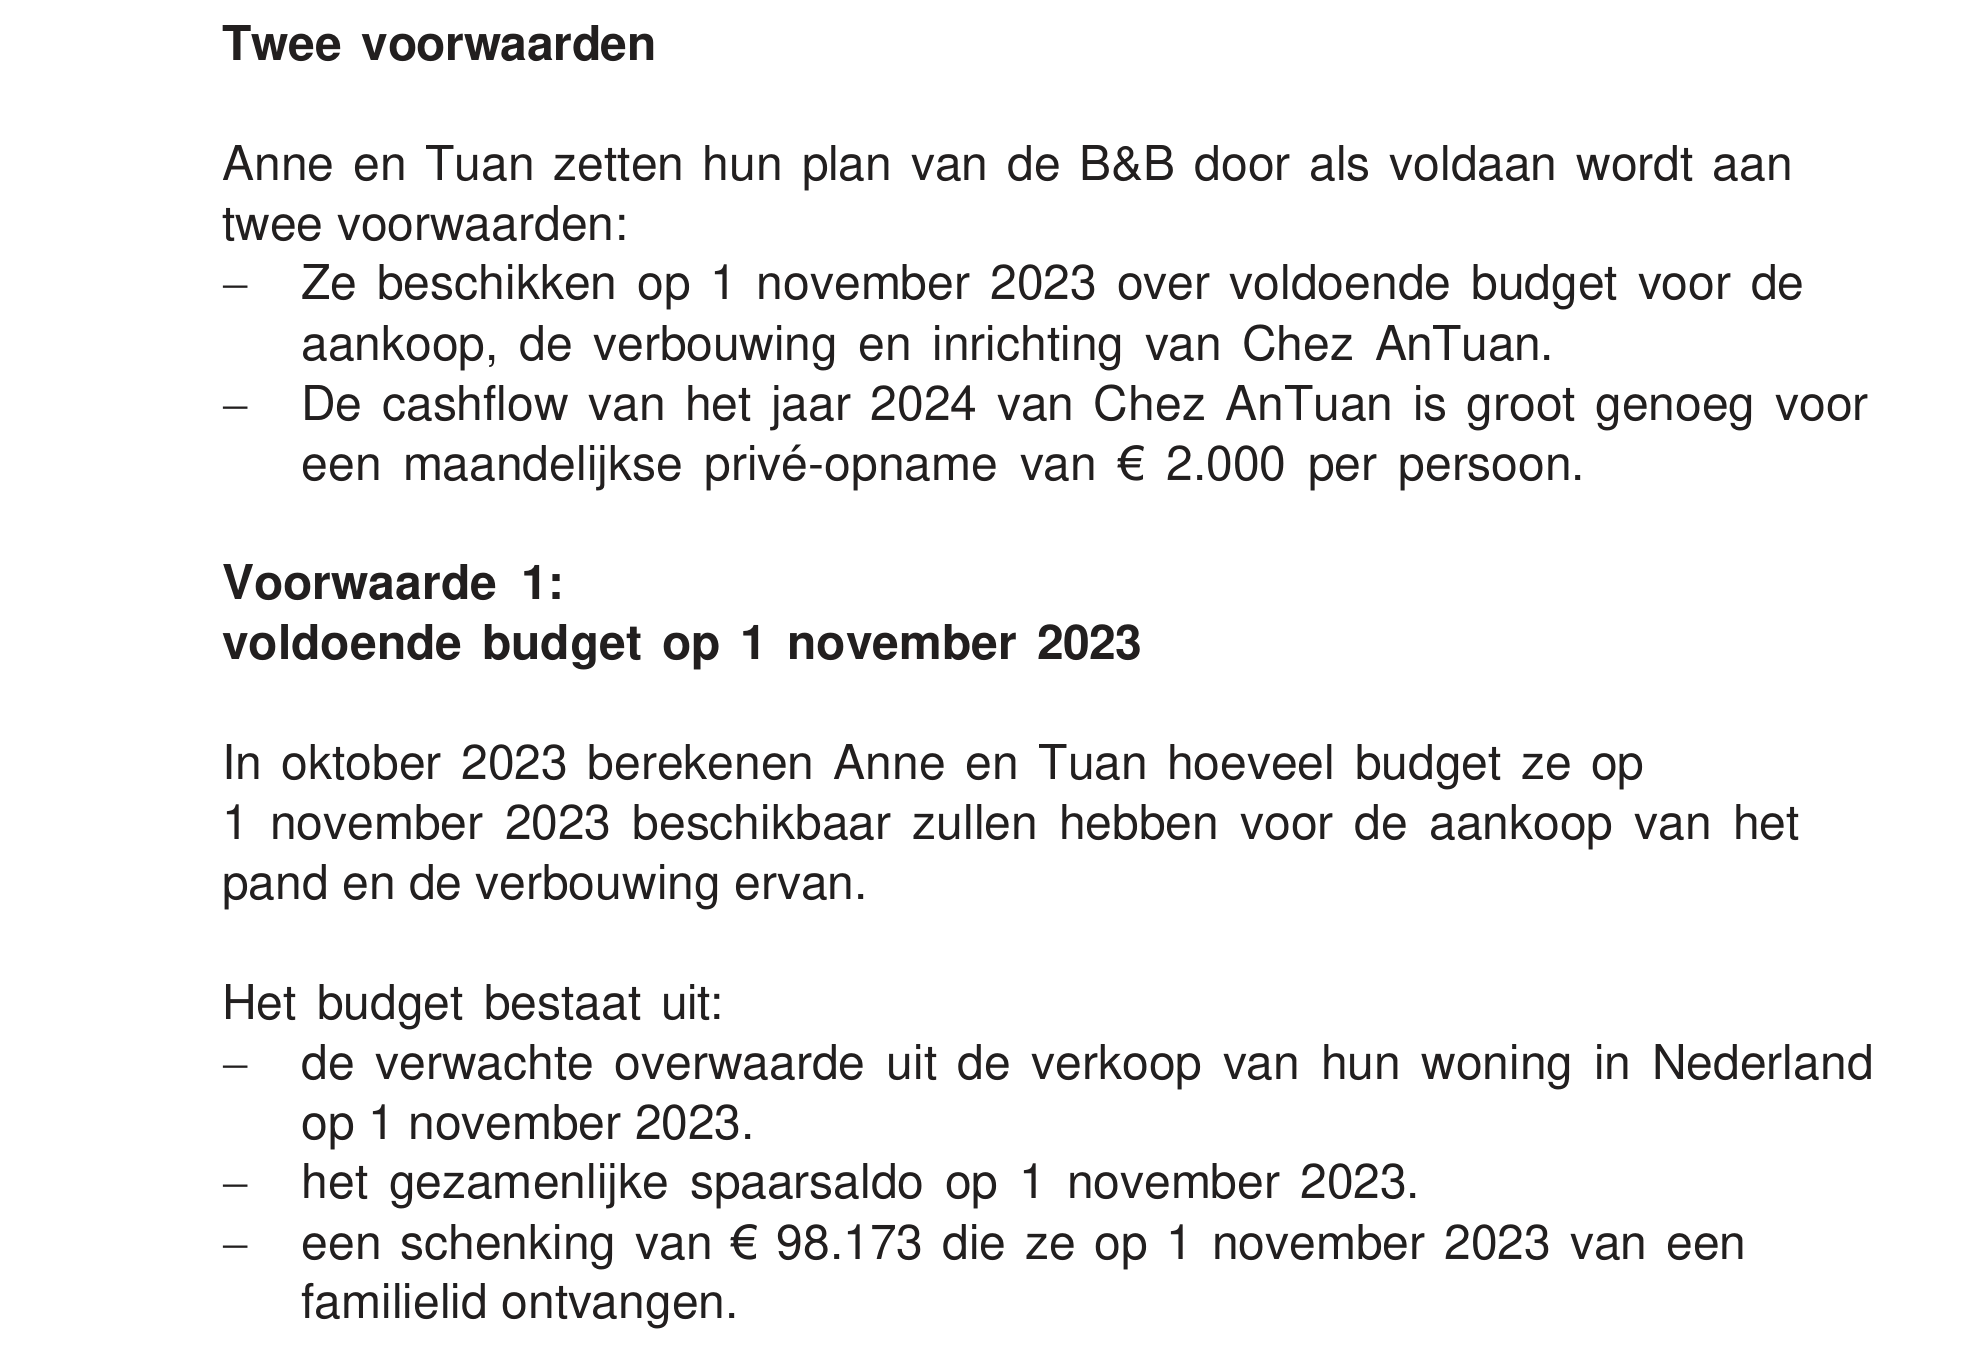 Twee voorwaarden
Anne en Tuan zetten hun plan van de B&B door als voldaan wordt aan
twee voorwaarden:
– Ze beschikken op 1 november 2023 over voldoende budget voor de
aankoop, de verbouwing en inrichting van Chez AnTuan.
– De cashflow van het jaar 2024 van Chez AnTuan is groot genoeg voor
een maandelijkse privé-opname van € 2.000 per persoon.
Voorwaarde 1:
voldoende budget op 1 november 2023
In oktober 2023 berekenen Anne en Tuan hoeveel budget ze op
1 november 2023 beschikbaar zullen hebben voor de aankoop van het
pand en de verbouwing ervan.
Het budget bestaat uit:
– de verwachte overwaarde uit de verkoop van hun woning in Nederland
op 1 november 2023.
– het gezamenlijke spaarsaldo op 1 november 2023.
– een schenking van € 98.173 die ze op 1 november 2023 van een
familielid ontvangen.